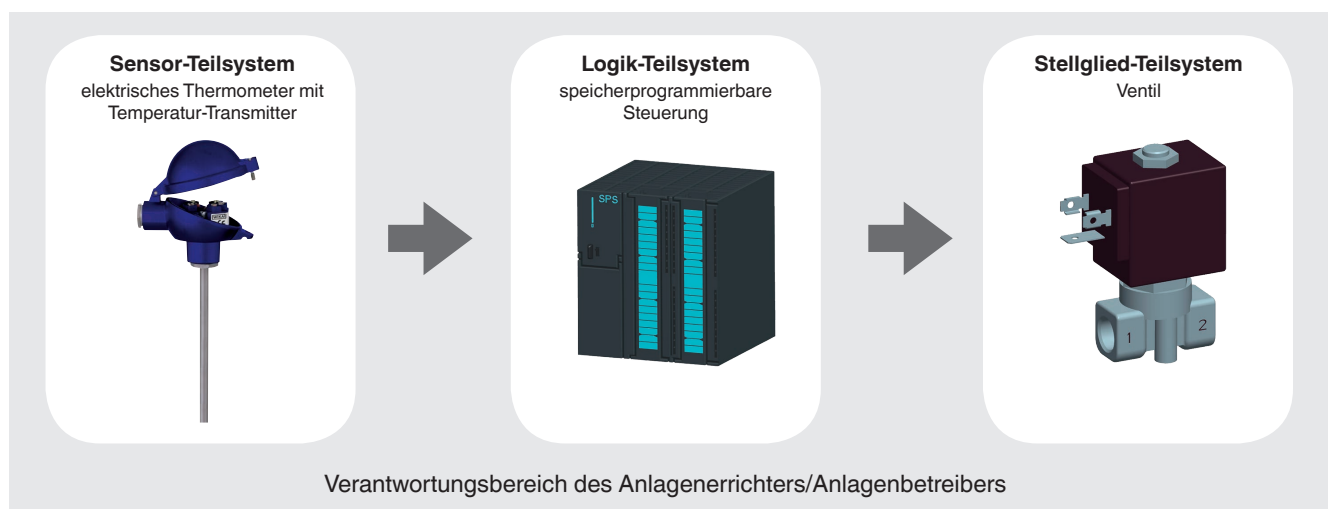 Sensor-Teilsystem
elektrisches Thermometer mit
Temperatur-Transmitter
Logik-Teilsystem
speicherprogrammierbare
Steuerung
SPS
Stellglied-Teilsystem
Ventil
1
2
Verantwortungsbereich des Anlagenerrichters/Anlagenbetreibers